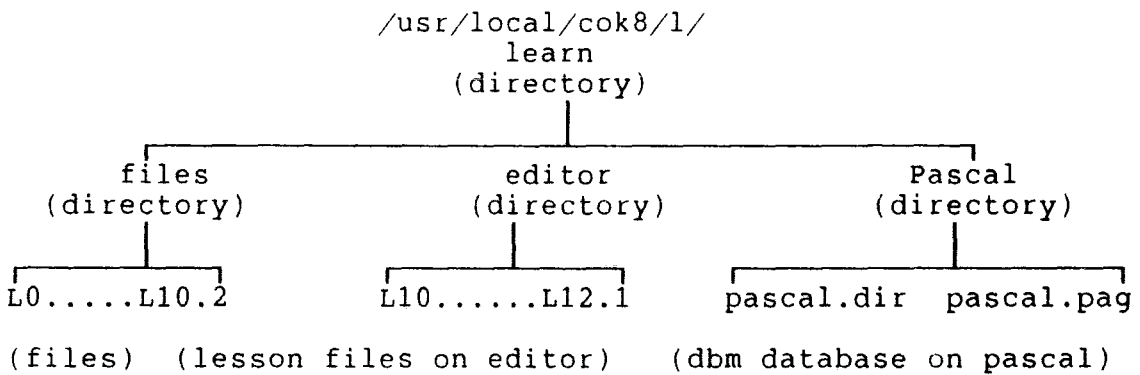 /usr/local/cok8/l/
learn
(directory)
files editor Pascal
(directory) (directory) (directory)
L0.....L10.2 L10......L12.1 pascal.dir pascal.pag
(files) (lesson files on editor) (dbm database on pascal)